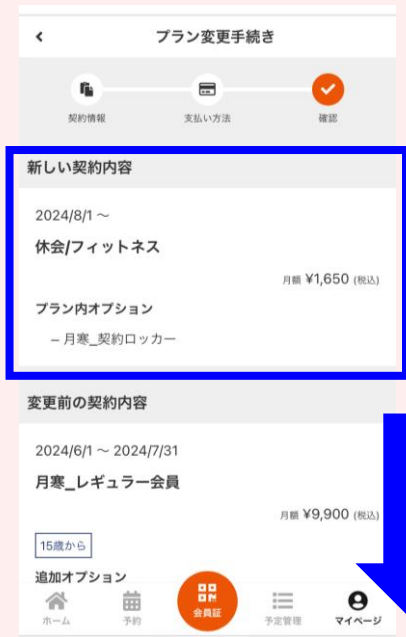 プラン変更手続き
契約情報
支払い方法
確認
新しい契約内容
2024/8/1 ~
休会/フィットネス
月額 ¥1,650 (税込)
プラン内オプション
– 月寒_契約ロッカー
変更前の契約内容
2024/6/1 ~ 2024/7/31
月寒_レギュラー会員
月額 ¥9,900 (税込)
15歳から
追加オプション
ホーム
予約
会員証
予定管理
マイページ